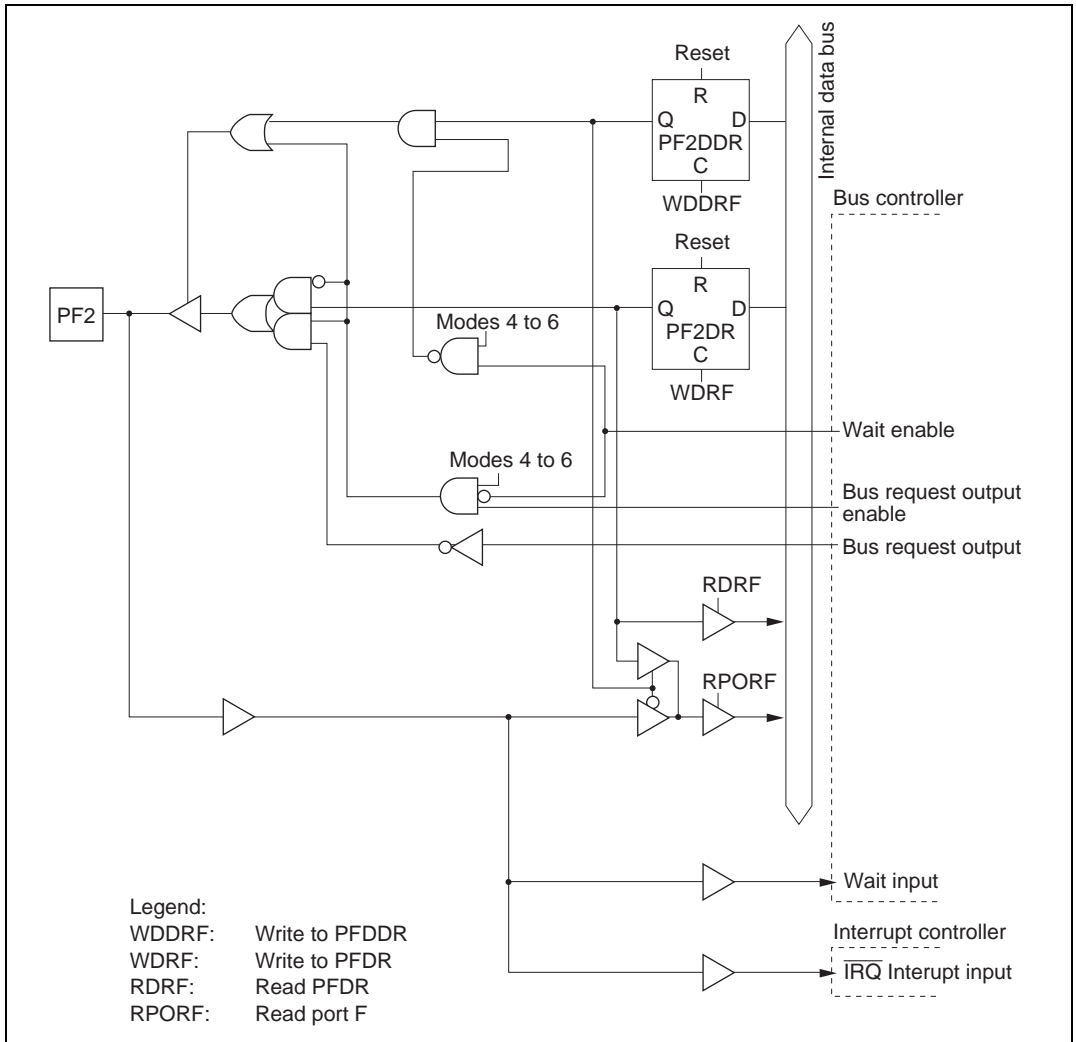 Reset
R
Q D
PF2DDR
C
WDDRF
Internal data bus
Bus controller
Reset
R
Q D
PF2DR
C
WDRF
PF2
Modes 4 to 6
Wait enable
Modes 4 to 6
Bus request output
enable
Bus request output
RDRF
RPORF
Wait input
Legend:
WDDRF: Write to PFDDR
WDRF: Write to PFDR
RDRF: Read PFDR
RPORF: Read port F
Interrupt controller
IRQ Interupt input